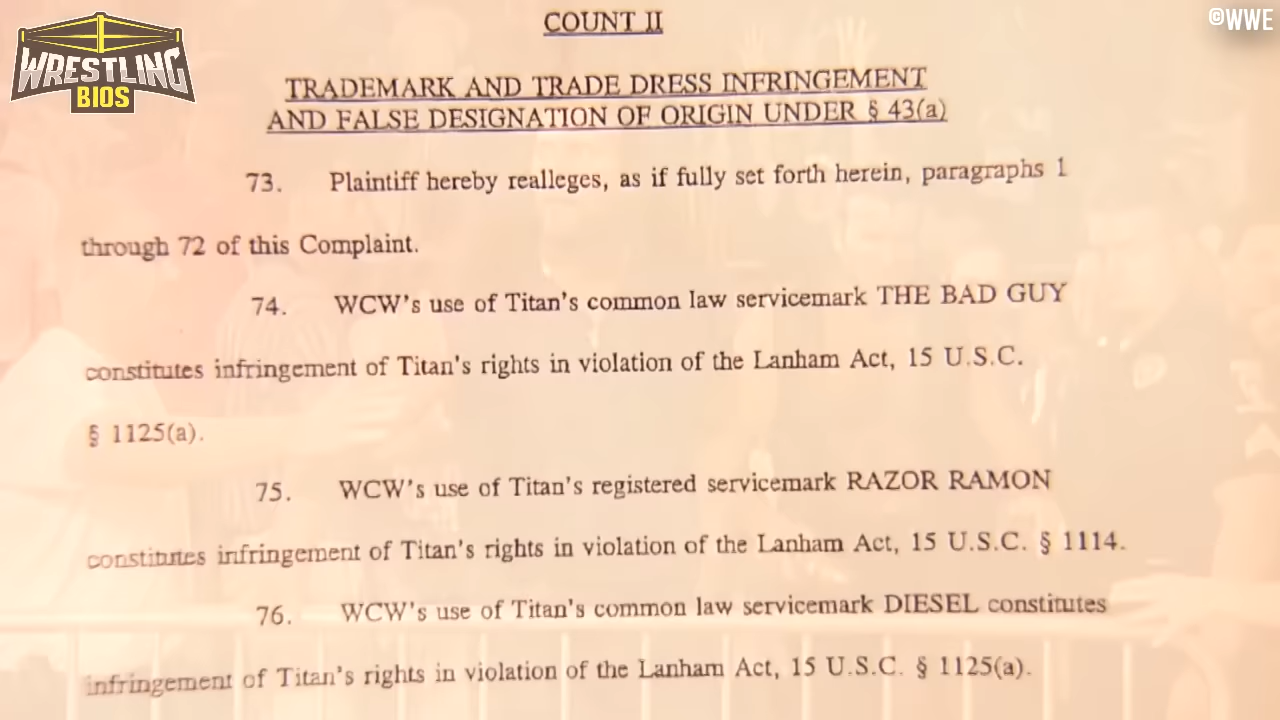 WRESTLING
BIOS
©WWE
COUNT II
TRADEMARK AND TRADE DRESS INFRINGEMENT
AND FALSE DESIGNATION OF ORIGIN UNDER § 43(a)
73. Plaintiff hereby realleges, as if fully set forth herein, paragraphs 1
through 72 of this Complaint.
74. WCW's use of Titan's common law servicemark THE BAD GUY
constitutes infringement of Titan's rights in violation of the Lanham Act, 15 U.S.C.
§ 1125(a).
75. WCW's use of Titan's registered servicemark RAZOR RAMON
constitutes infringement of Titan's rights in violation of the Lanham Act, 15 U.S.C. § 1114.
76. WCW's use of Titan's common law servicemark DIESEL constitutes
infringement of Titan's rights in violation of the Lanham Act, 15 U.S.C. § 1125(a).